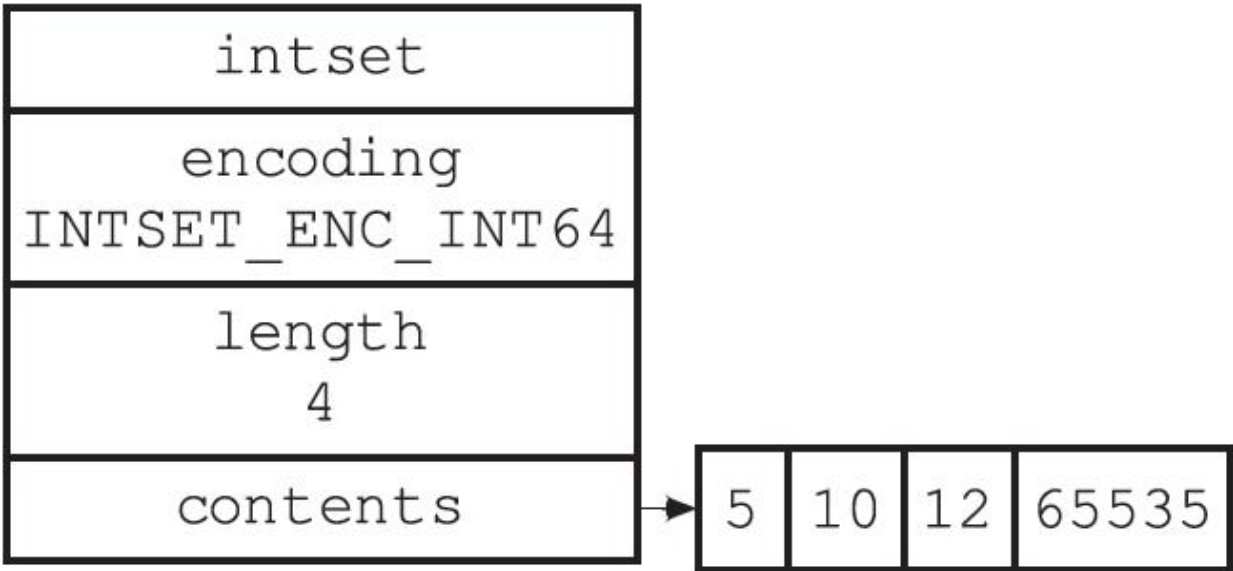 intset
encoding
INTSET_ENC_INT64
length
4
contents
5 10 12 65535